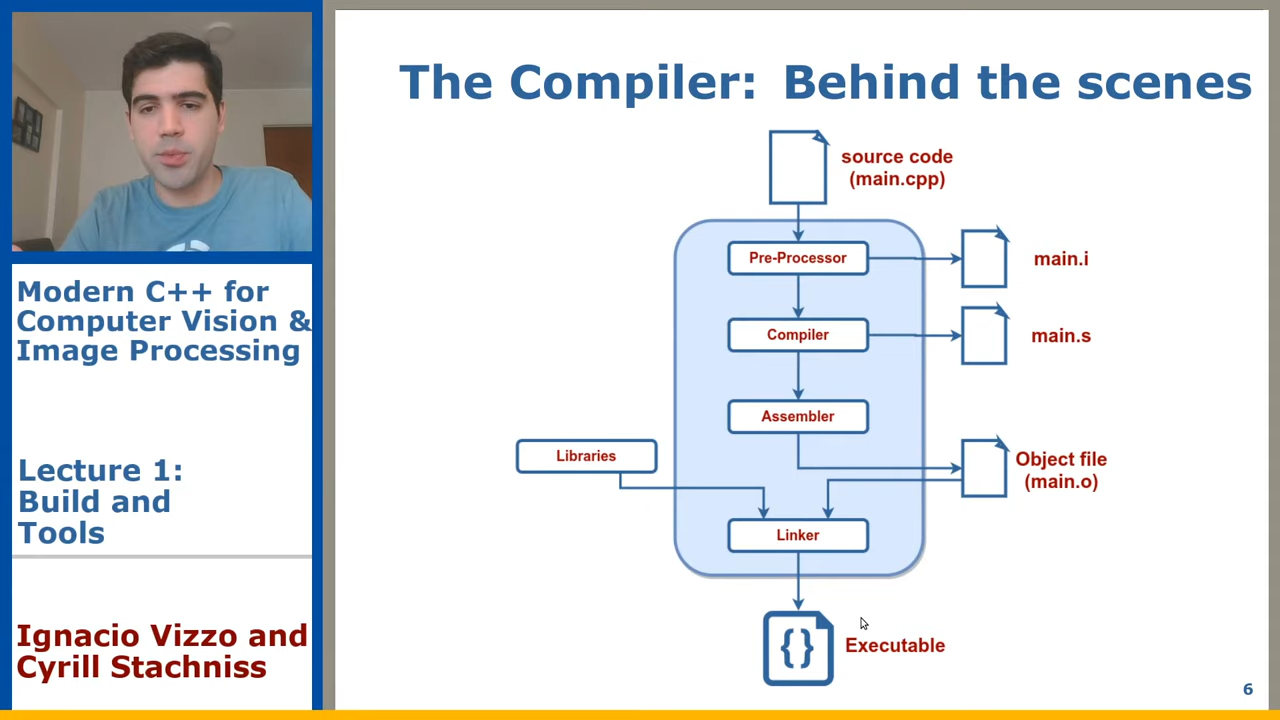 The Compiler: Behind the scenes
source code
(main.cpp)
Pre-Processor
main.i
Compiler
main.s
Assembler
Libraries
Object file
(main.o)
Linker
{}
Executable
6
Modern C++ for
Computer Vision &
Image Processing
Lecture 1:
Build and
Tools
Ignacio Vizzo and
Cyrill Stachniss